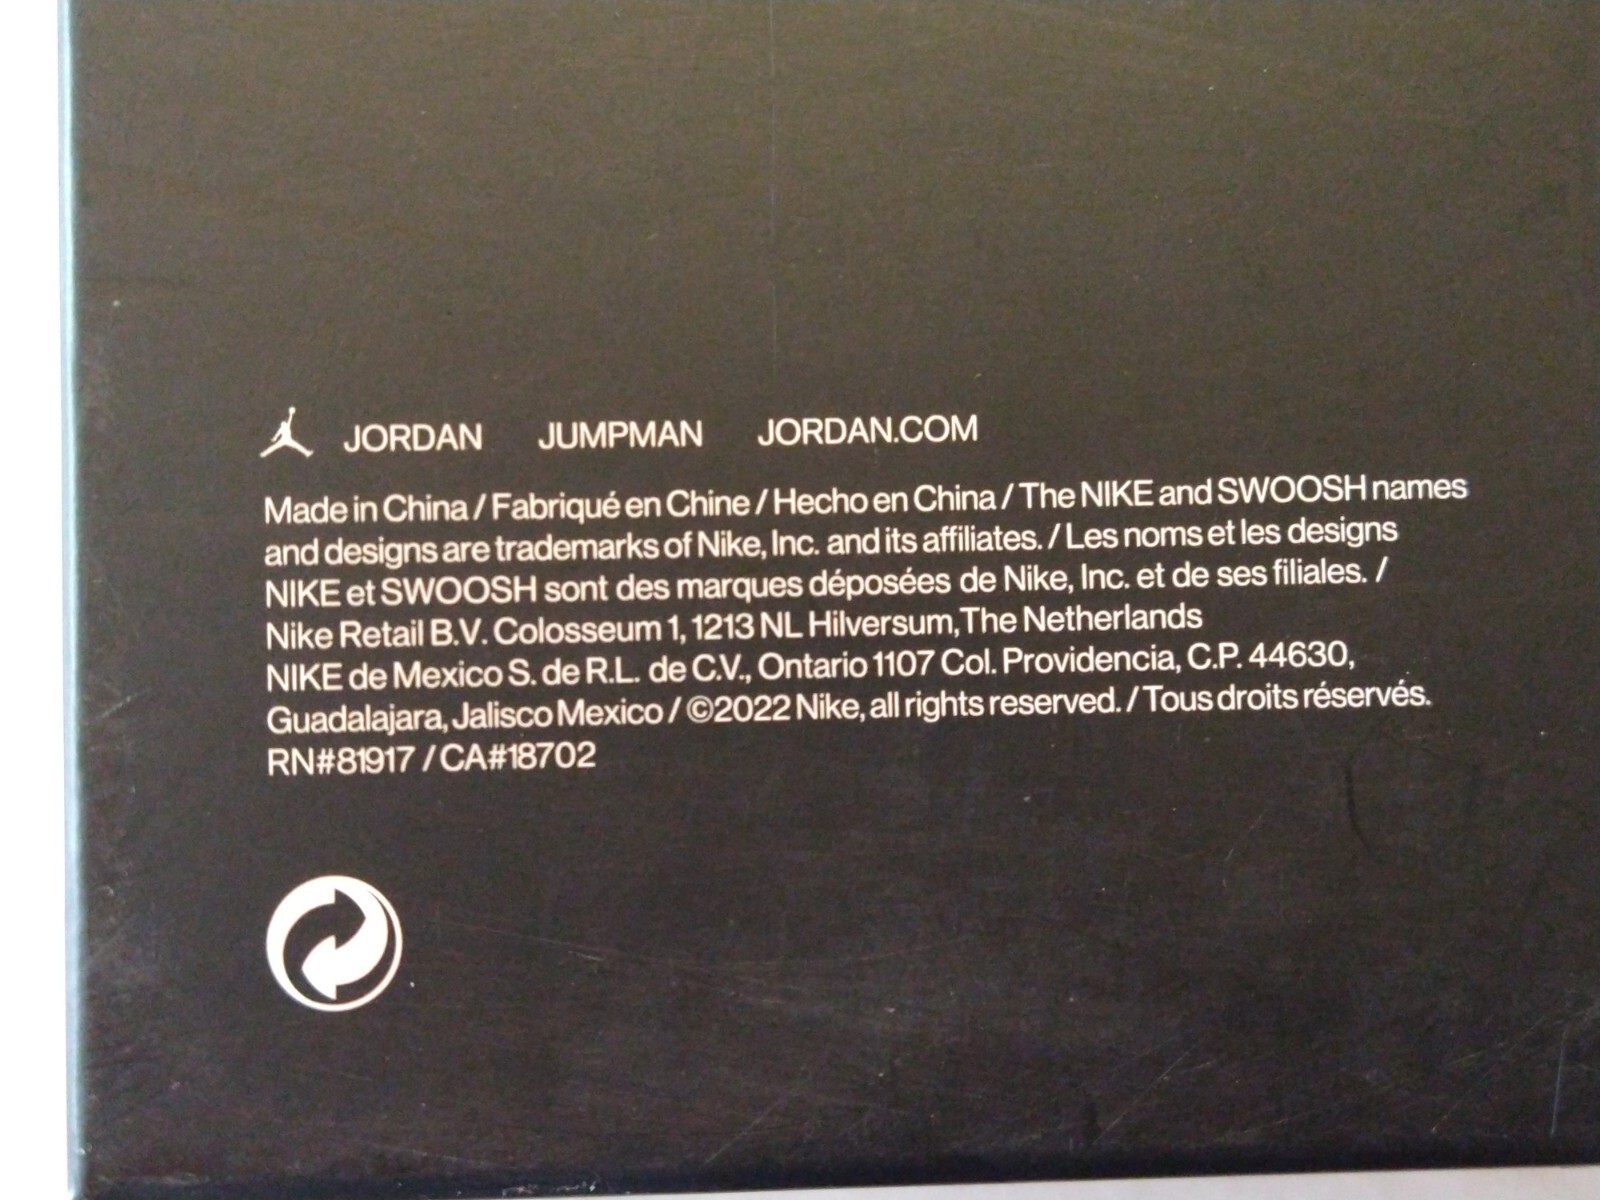 JORDAN JUMPMAN JORDAN.COM
Made in China / Fabriqué en Chine / Hecho en China / The NIKE and SWOOSH names
and designs are trademarks of Nike, Inc. and its affiliates. / Les noms et les designs
NIKE et SWOOSH sont des marques déposées de Nike, Inc. et de ses filiales. /
Nike Retail B.V. Colosseum 1, 1213 NL Hilversum, The Netherlands
NIKE de Mexico S. de R.L. de C.V., Ontario 1107 Col. Providencia, C.P. 44630,
Guadalajara, Jalisco Mexico / ©2022 Nike, all rights reserved. / Tous droits réservés.
RN#81917 / CA#18702